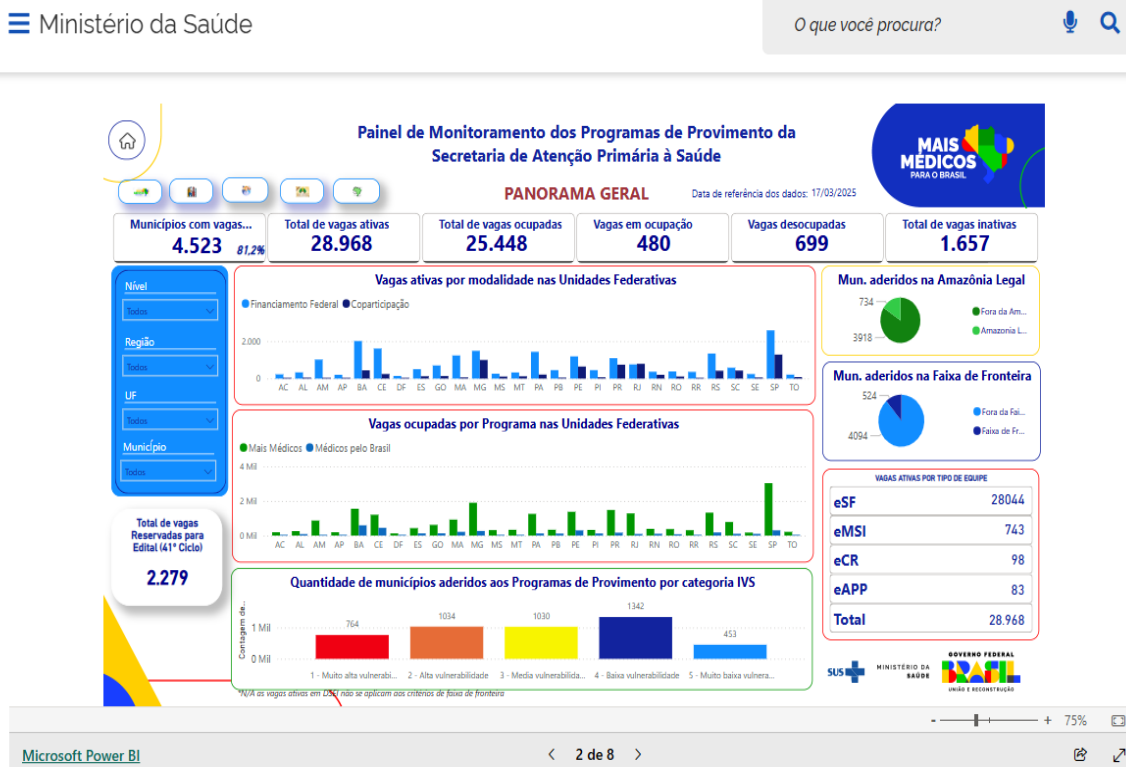 Ministério da Saúde
O que você procura?
Painel de Monitoramento dos Programas de Provimento da
Secretaria de Atenção Primária à Saúde
PANORAMA GERAL
Data de referência dos dados: 17/03/2025
MAIS
MÉDICOS
PARA O BRASIL
Municípios com vagas...
4.523 81,2%
Total de vagas ativas
28.968
Total de vagas ocupadas
25.448
Vagas em ocupação
480
Vagas desocupadas
699
Total de vagas inativas
1.657
Nível
Todos
Região
Todos
UF
Todos
Município
Todos
Total de vagas
Reservadas para
Edital (41° Ciclo)
2.279
Vagas ativas por modalidade nas Unidades Federativas
Financiamento Federal Coparticipação
2.000
0
AC AL AM AP BA CE DF ES GO MA MG MS MT PA PB PE PI PR RJ RN RO RR RS SC SE SP TO
Vagas ocupadas por Programa nas Unidades Federativas
Mais Médicos Médicos pelo Brasil
4 Mil
2 Mil
0 Mil
AC AL AM AP BA CE DF ES GO MA MG MS MT PA PB PE PI PR RJ RN RO RR RS SC SE SP TO
Quantidade de municípios aderidos aos Programas de Provimento por categoria IVS
Contagem de...
1 Mil
0 Mil
764
1034
1030
1342
453
1 - Muito alta vulnerabi...
2 - Alta vulnerabilidade
3 - Media vulnerabilida...
4 - Baixa vulnerabilidade
5 - Muito baixa vulnera...
*N/A as vagas ativas em DSEI não se aplicam aos critérios de faixa de fronteira
Mun. aderidos na Amazônia Legal
734
3918
Fora da Am...
Amazonia L...
Mun. aderidos na Faixa de Fronteira
524
4094
Fora da Fai...
Faixa de Fr...
VAGAS ATIVAS POR TIPO DE EQUIPE
eSF 28044
eMSI 743
eCR 98
eAPP 83
Total 28.968
SUS
MINISTÉRIO DA
SAÚDE
GOVERNO FEDERAL
BRASIL
UNIÃO E RECONSTRUÇÃO
- + 75%
Microsoft Power BI
2 de 8